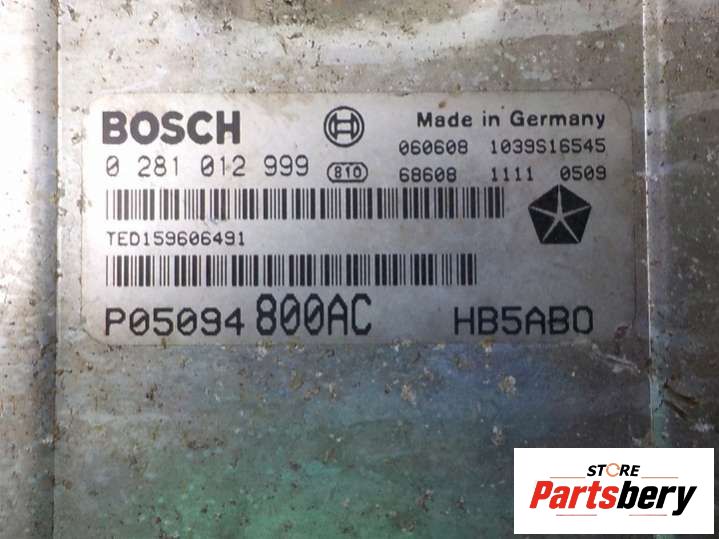 BOSCH
Made in Germany
0 281 012 999
810
060608 1039S16545
68608 1111 0509
TED159606491
P05094 800AC HB5AB0
STORE
Partsbery